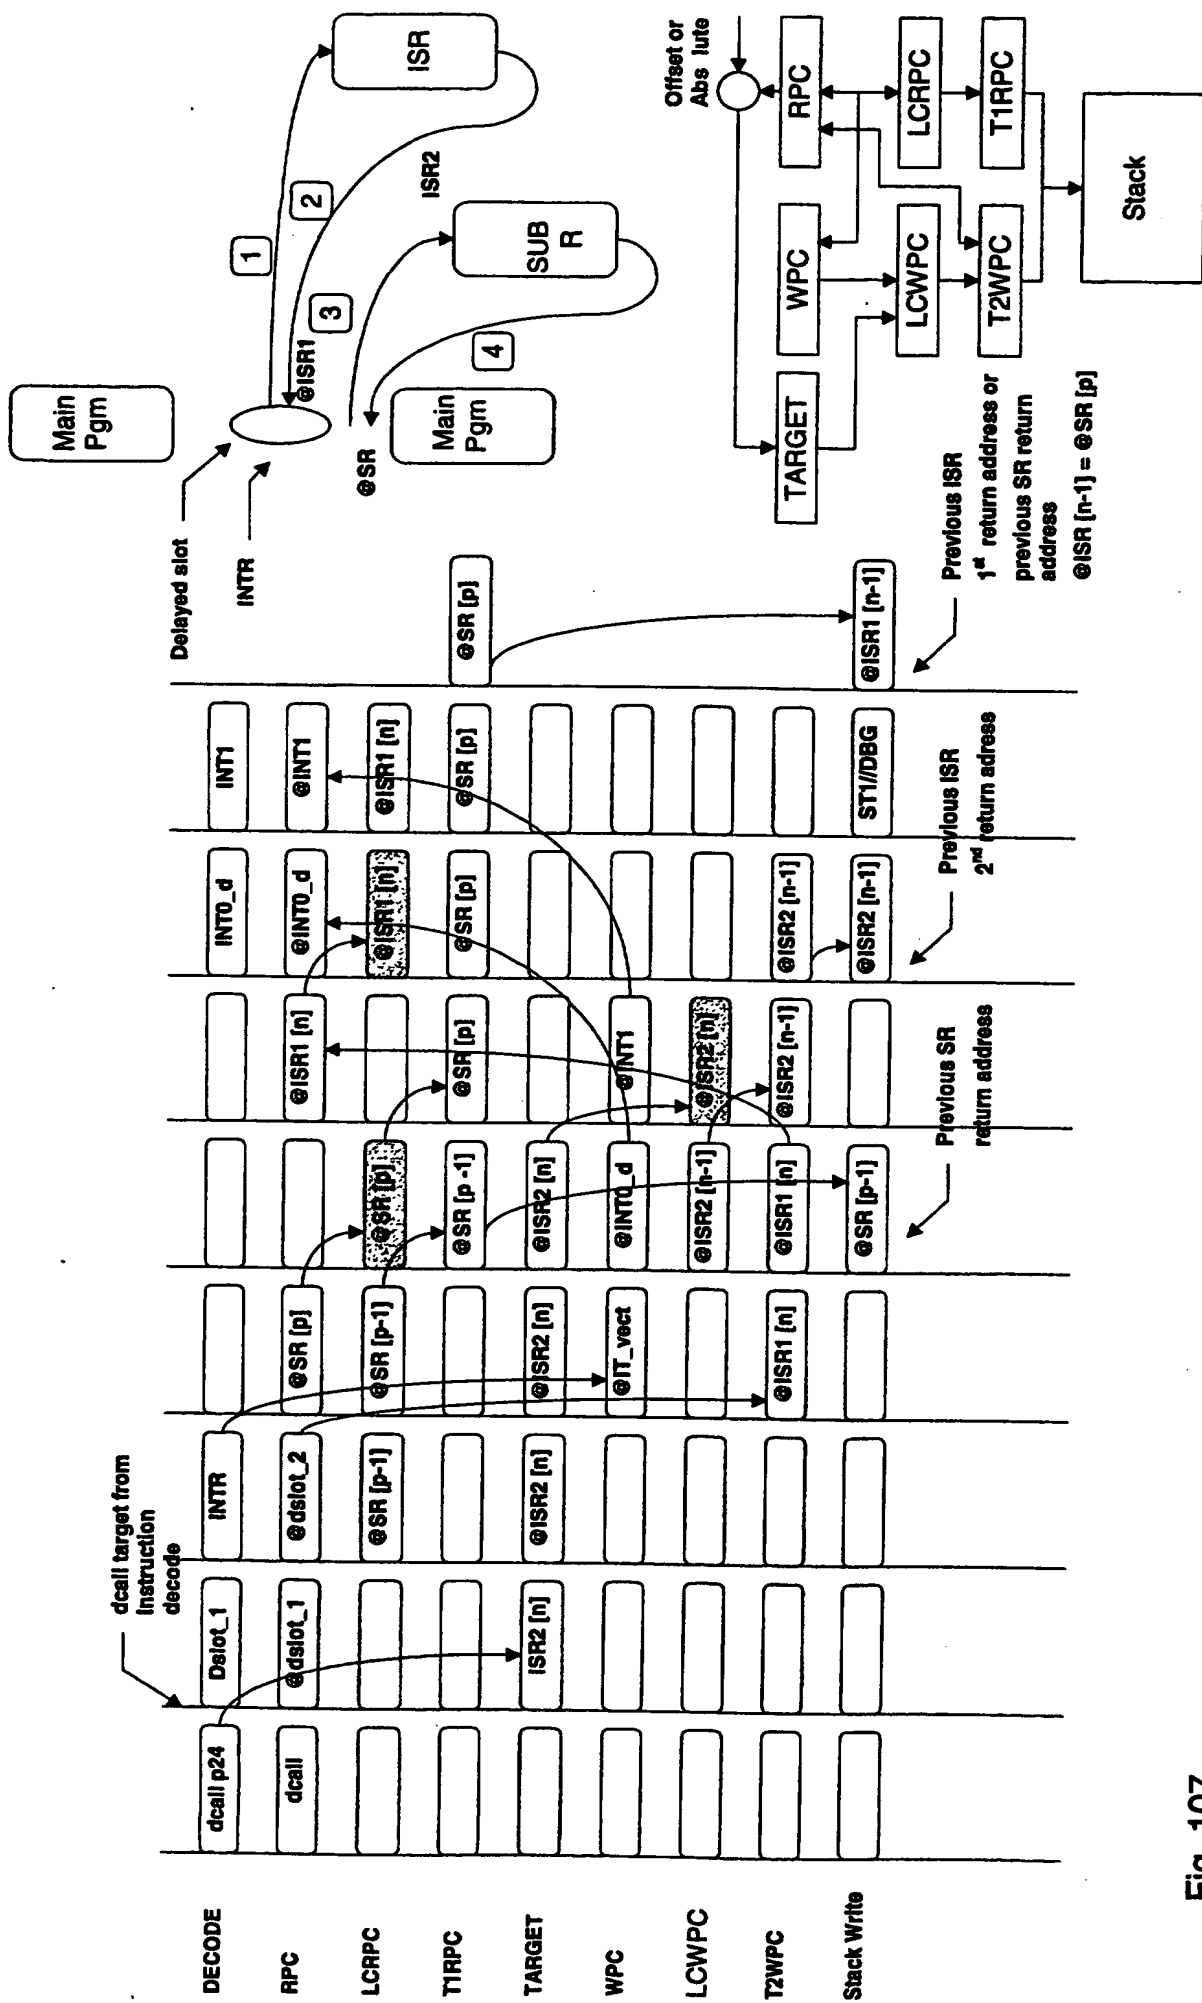 dcall target from
Instruction
decode
DECODE
dcall p24
Dslot_1
INTR
INT0_d
INT1
RPC
dcall
@dslot_1
@dslot_2
@SR [p]
@ISR1 [n]
@INT0_d
@INT1
LCRPC
@SR [p-1]
@SR [p-1]
@SR [p]
@ISR1 [n]
@ISR1 [n]
T1RPC
@SR [p -1]
@SR [p]
@SR [p]
@SR [p]
@SR [p]
TARGET
ISR2 [n]
@ISR2 [n]
@ISR2 [n]
@ISR2 [n]
WPC
@IT_vect
@INT0_d
@INT1
LCWPC
@ISR2 [n-1]
@ISR2 [n]
T2WPC
@ISR1 [n]
@ISR1 [n]
@ISR2 [n-1]
@ISR2 [n-1]
Stack Write
@SR [p-1]
@ISR2 [n-1]
ST1//DBG
@ISR1 [n-1]
Previous SR
return address
Previous ISR
2nd return adress
Previous ISR
1st return address or
previous SR return
address
@ISR [n-1] = @SR [p]
Delayed slot
INTR
Main
Pgm
@ISR1
1
2
3
4
ISR
ISR2
SUB
R
@SR
Main
Pgm
Offset or
Abs lute
TARGET
WPC
RPC
LCWPC
LCRPC
T2WPC
T1RPC
Stack
Fig. 107